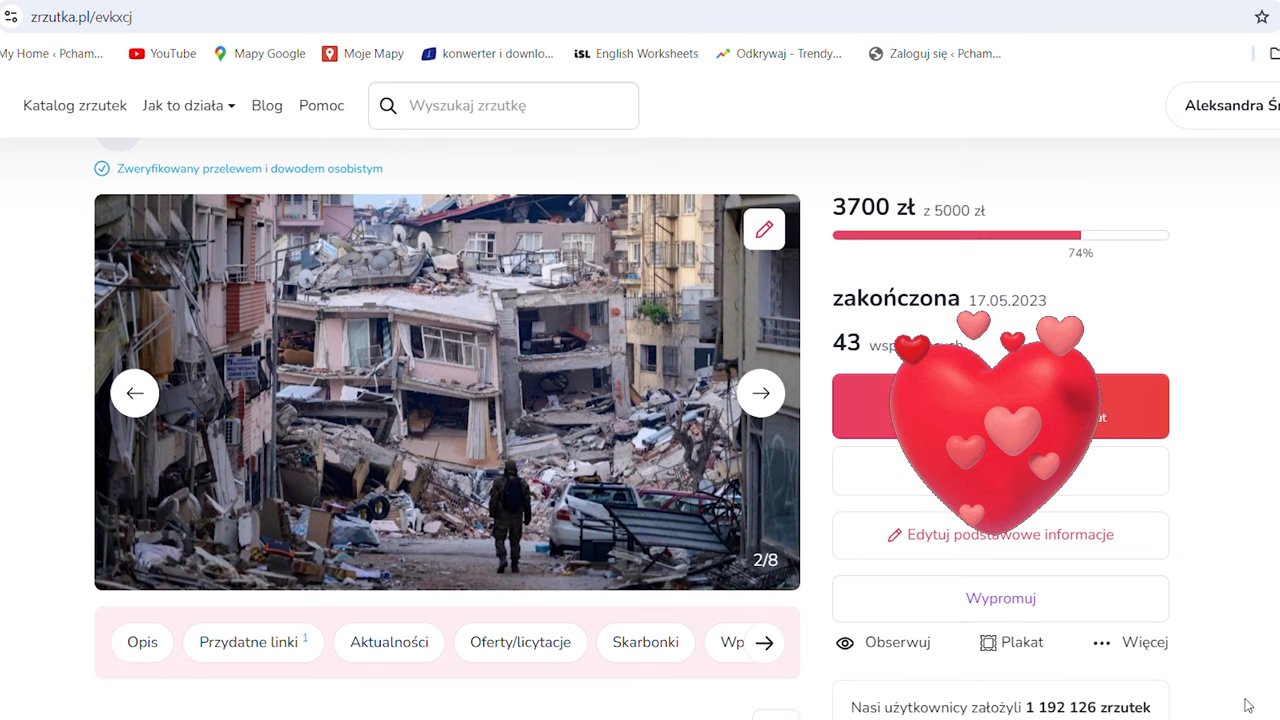 zrzutka.pl/evkxcj
My Home ‹ Pcham...
YouTube
Mapy Google
Moje Mapy
konwerter i downlo...
iSL English Worksheets
Odkrywaj - Trendy...
Zaloguj się ‹ Pcham...
Katalog zrzutek
Jak to działa
Blog
Pomoc
Wyszukaj zrzutkę
Aleksandra
Zweryfikowany przelewem i dowodem osobistym
3700 zł z 5000 zł
74%
zakończona 17.05.2023
43
2/8
Edytuj podstawowe informacje
Wypromuj
Opis
Przydatne linki 1
Aktualności
Oferty/licytacje
Skarbonki
Wp
Obserwuj
Plakat
Więcej
Nasi użytkownicy założyli 1 192 126 zrzutek